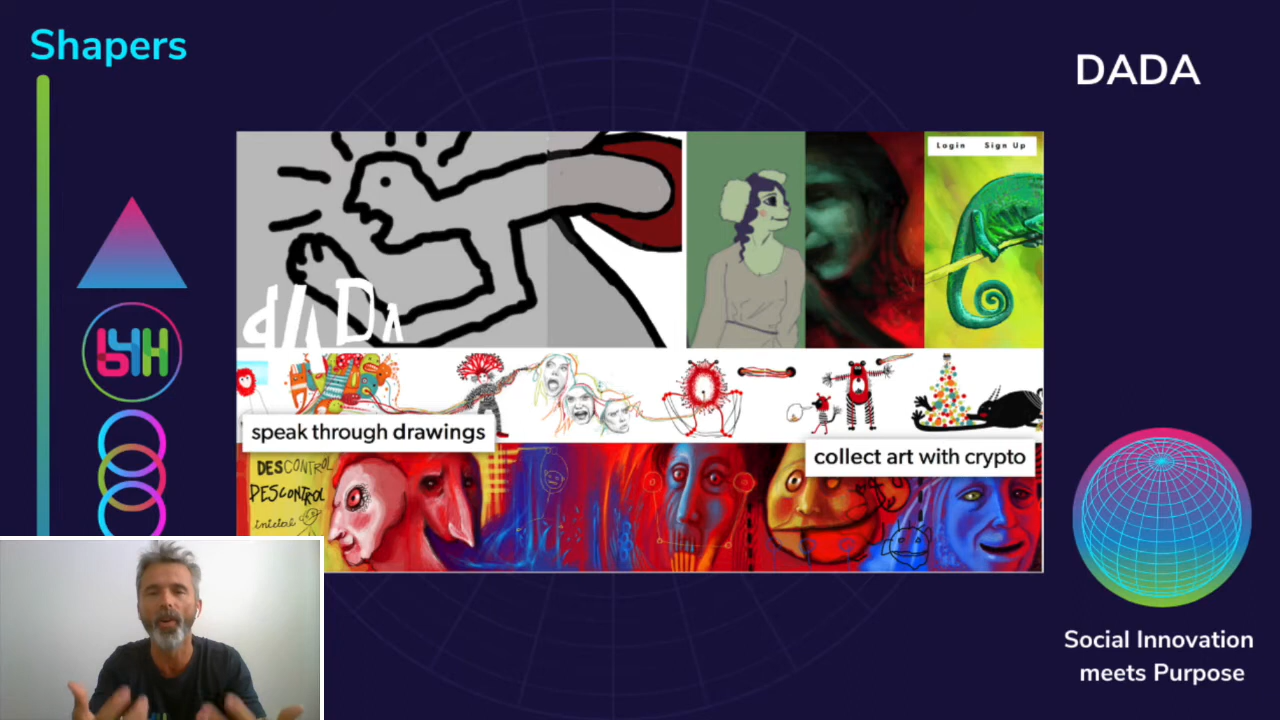 Shapers
DADA
Login Sign Up
dADA
speak through drawings
collect art with crypto
DESCONTROL
DESCONTROL
inicial
Social Innovation
meets Purpose